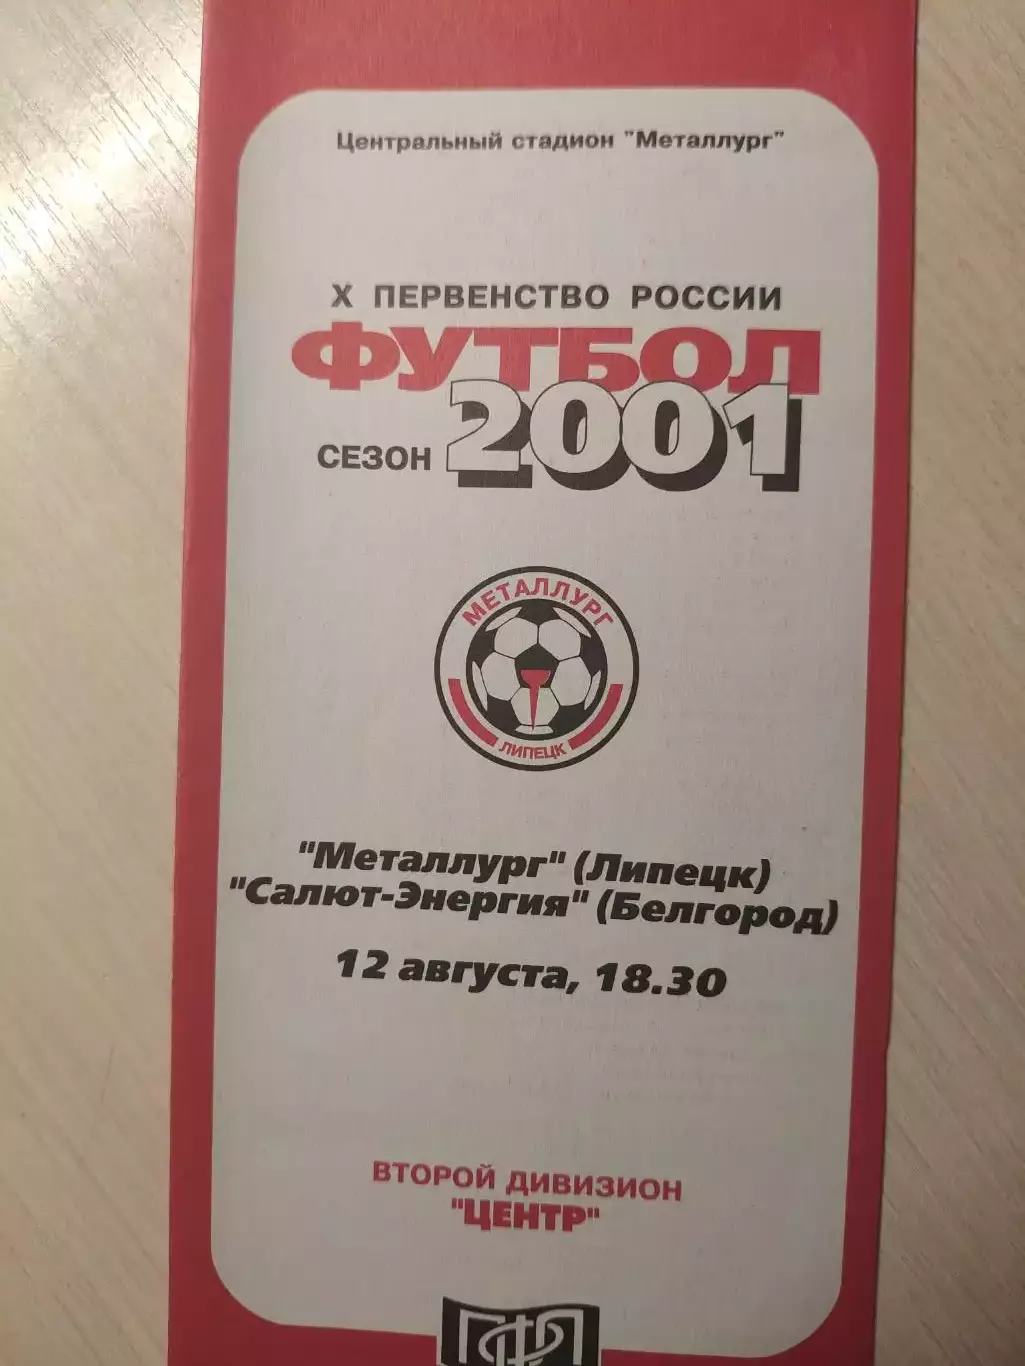 Центральный стадион "Металлург"
X ПЕРВЕНСТВО РОССИИ
ФУТБОЛ
СЕЗОН 2001
МЕТАЛЛУРГ
ЛИПЕЦК
"Металлург" (Липецк)
"Салют-Энергия" (Белгород)
12 августа, 18.30
ВТОРОЙ ДИВИЗИОН
"ЦЕНТР"
ПФЛ